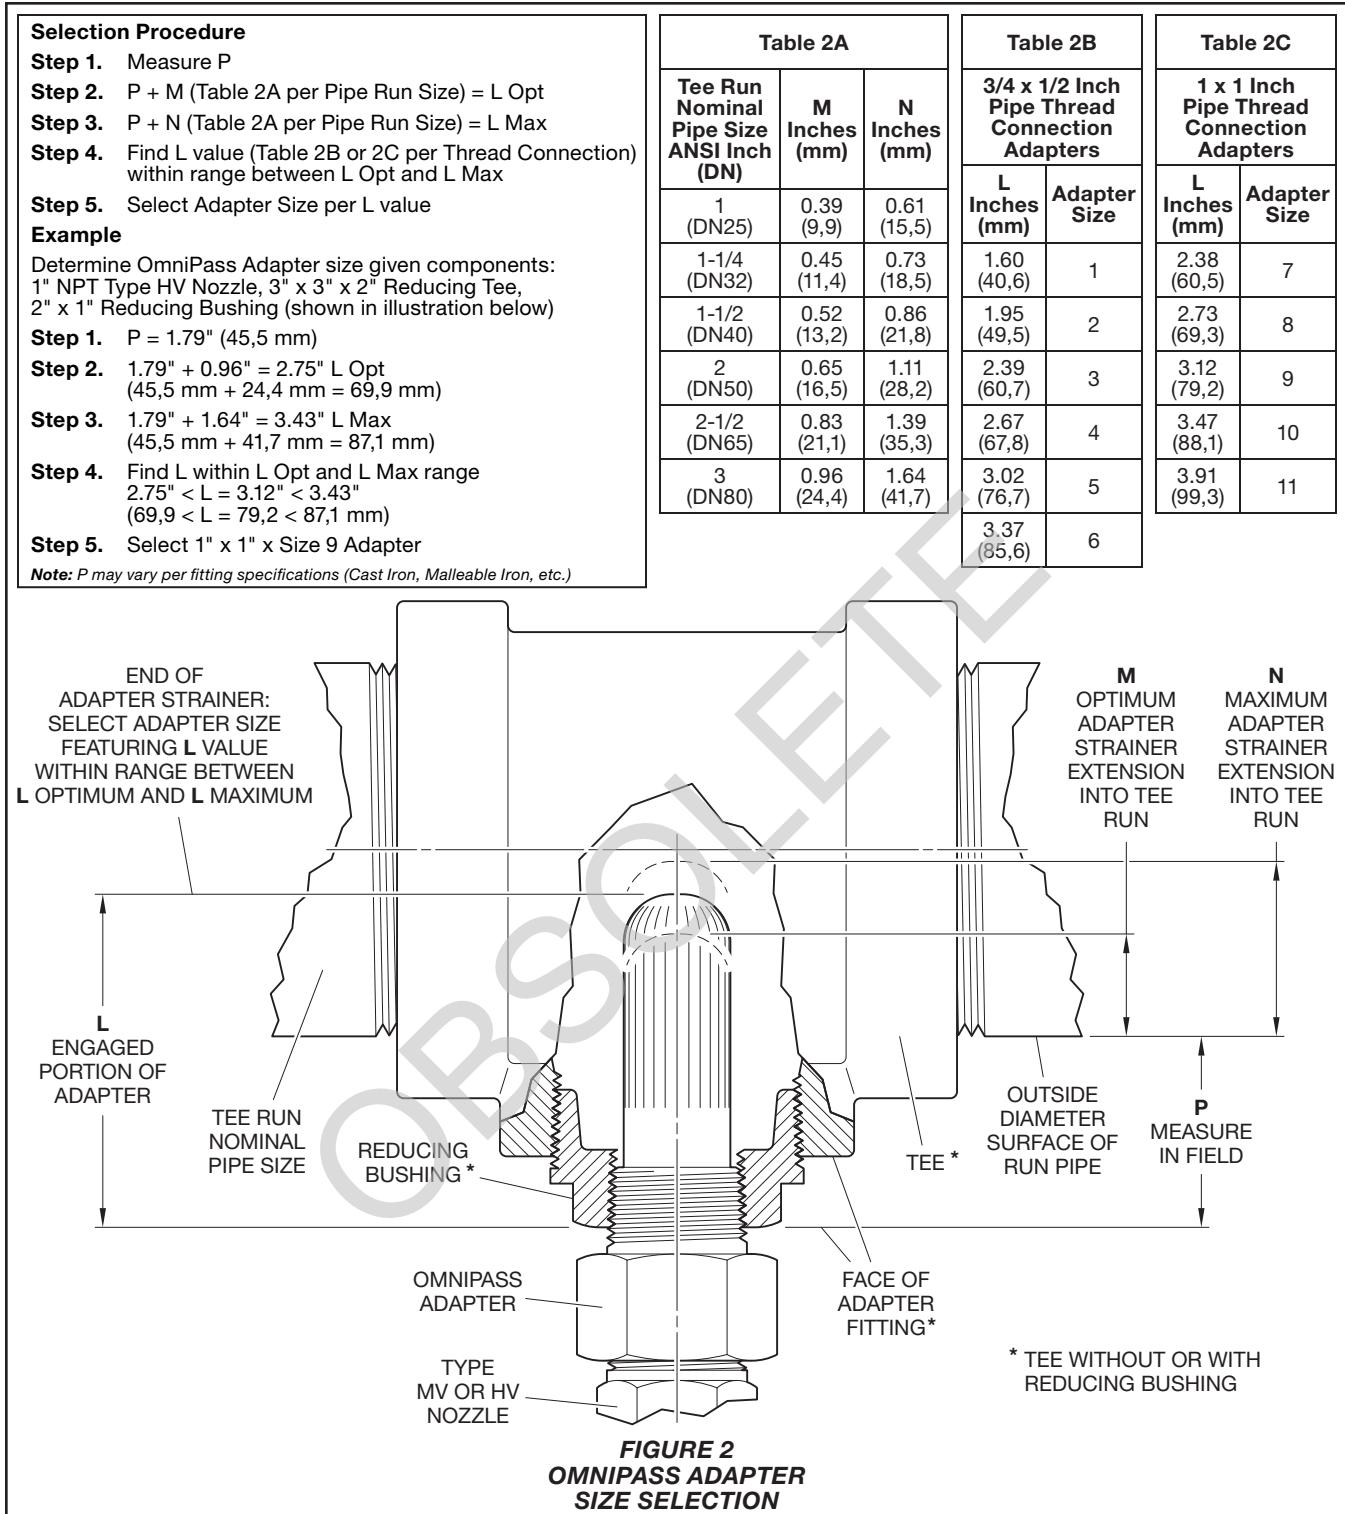 Selection Procedure
Step 1. Measure P
Step 2. P + M (Table 2A per Pipe Run Size) = L Opt
Step 3. P + N (Table 2A per Pipe Run Size) = L Max
Step 4. Find L value (Table 2B or 2C per Thread Connection)
within range between L Opt and L Max
Step 5. Select Adapter Size per L value
Example
Determine OmniPass Adapter size given components:
1" NPT Type HV Nozzle, 3" x 3" x 2" Reducing Tee,
2" x 1" Reducing Bushing (shown in illustration below)
Step 1. P = 1.79" (45,5 mm)
Step 2. 1.79" + 0.96" = 2.75" L Opt
(45,5 mm + 24,4 mm = 69,9 mm)
Step 3. 1.79" + 1.64" = 3.43" L Max
(45,5 mm + 41,7 mm = 87,1 mm)
Step 4. Find L within L Opt and L Max range
2.75" < L = 3.12" < 3.43"
(69,9 < L = 79,2 < 87,1 mm)
Step 5. Select 1" x 1" x Size 9 Adapter
Note: P may vary per fitting specifications (Cast Iron, Malleable Iron, etc.)
Table 2A
Tee Run
Nominal
Pipe Size
ANSI Inch
(DN)
M
Inches
(mm)
N
Inches
(mm)
1 0.39 0.61
(DN25) (9,9) (15,5)
1-1/4 0.45 0.73
(DN32) (11,4) (18,5)
1-1/2 0.52 0.86
(DN40) (13,2) (21,8)
2 0.65 1.11
(DN50) (16,5) (28,2)
2-1/2 0.83 1.39
(DN65) (21,1) (35,3)
3 0.96 1.64
(DN80) (24,4) (41,7)
Table 2B
3/4 x 1/2 Inch
Pipe Thread
Connection
Adapters
L
Inches
(mm)
Adapter
Size
1.60
(40,6)
1
1.95
(49,5)
2
2.39
(60,7)
3
2.67
(67,8)
4
3.02
(76,7)
5
3.37
(85,6)
6
Table 2C
1 x 1 Inch
Pipe Thread
Connection
Adapters
L
Inches
(mm)
Adapter
Size
2.38
(60,5)
7
2.73
(69,3)
8
3.12
(79,2)
9
3.47
(88,1)
10
3.91
(99,3)
11
OBSOLETE
END OF
ADAPTER STRAINER:
SELECT ADAPTER SIZE
FEATURING L VALUE
WITHIN RANGE BETWEEN
L OPTIMUM AND L MAXIMUM
M
OPTIMUM
ADAPTER
STRAINER
EXTENSION
INTO TEE
RUN
N
MAXIMUM
ADAPTER
STRAINER
EXTENSION
INTO TEE
RUN
L
ENGAGED
PORTION OF
ADAPTER
TEE RUN
NOMINAL
PIPE SIZE
REDUCING
BUSHING *
TEE *
OUTSIDE
DIAMETER
SURFACE OF
RUN PIPE
P
MEASURE
IN FIELD
OMNIPASS
ADAPTER
FACE OF
ADAPTER
FITTING*
TYPE
MV OR HV
NOZZLE
* TEE WITHOUT OR WITH
REDUCING BUSHING
FIGURE 2
OMNIPASS ADAPTER
SIZE SELECTION